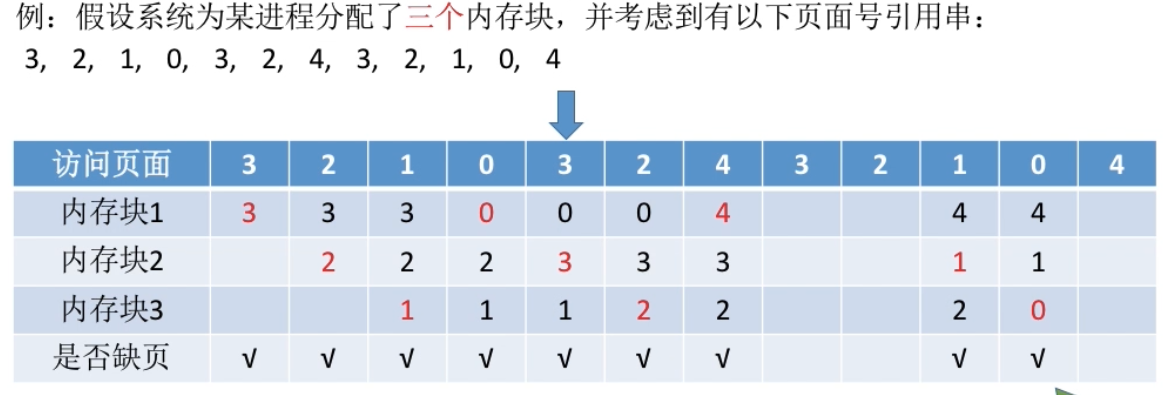 例：假设系统为某进程分配了三个内存块，并考虑到有以下页面号引用串：
3, 2, 1, 0, 3, 2, 4, 3, 2, 1, 0, 4
访问页面 3 2 1 0 3 2 4 3 2 1 0 4
内存块1 3 3 3 0 0 0 4 4 4
内存块2 2 2 2 3 3 3 1 1
内存块3 1 1 1 2 2 2 0
是否缺页 √ √ √ √ √ √ √ √ √